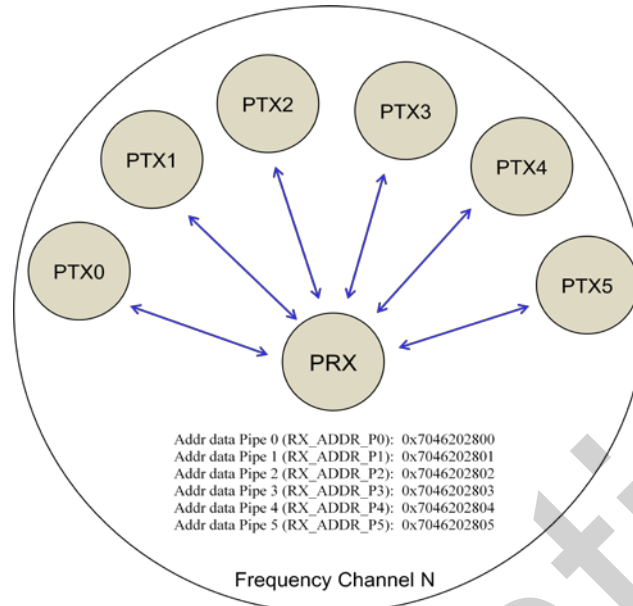 PTX2
PTX3
PTX1
PTX4
PTX0
PTX5
PRX
Addr data Pipe 0 (RX_ADDR_P0): 0x7046202800
Addr data Pipe 1 (RX_ADDR_P1): 0x7046202801
Addr data Pipe 2 (RX_ADDR_P2): 0x7046202802
Addr data Pipe 3 (RX_ADDR_P3): 0x7046202803
Addr data Pipe 4 (RX_ADDR_P4): 0x7046202804
Addr data Pipe 5 (RX_ADDR_P5): 0x7046202805
Frequency Channel N